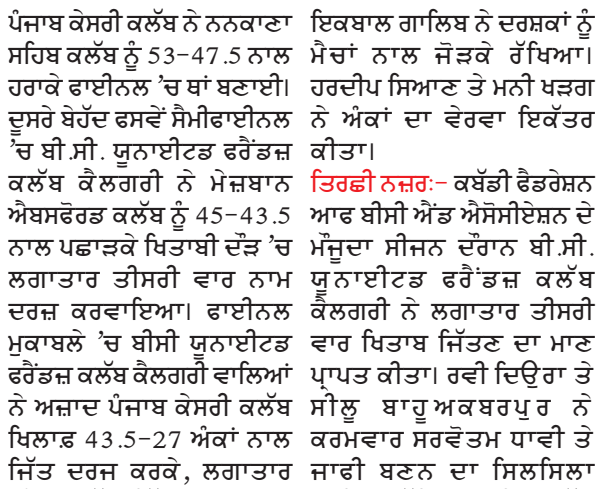 ਪੰਜਾਬ ਕੇਸਰੀ ਕਲੱਬ ਨੇ ਨਨਕਾਣਾ
ਸਹਿਬ ਕਲੱਬ ਨੂੰ 53-47.5 ਨਾਲ
ਹਰਾਕੇ ਫਾਈਨਲ ’ਚ ਥਾਂ ਬਣਾਈ।
ਦੂਸਰੇ ਬੇਹੱਦ ਫਸਵੇਂ ਸੈਮੀਫਾਈਨਲ
’ਚ ਬੀ.ਸੀ. ਯੂਨਾਈਟਡ ਫਰੈਂਡਜ਼
ਕਲੱਬ ਕੈਲਗਰੀ ਨੇ ਮੇਜ਼ਬਾਨ
ਐਬਸਫੋਰਡ ਕਲੱਬ ਨੂੰ 45-43.5
ਨਾਲ ਪਛਾੜਕੇ ਖਿਤਾਬੀ ਦੌੜ ’ਚ
ਲਗਾਤਾਰ ਤੀਸਰੀ ਵਾਰ ਨਾਮ
ਦਰਜ਼ ਕਰਵਾਇਆ। ਫਾਈਨਲ
ਮੁਕਾਬਲੇ ’ਚ ਬੀਸੀ ਯੂਨਾਈਟਡ
ਫਰੈਂਡਜ਼ ਕਲੱਬ ਕੈਲਗਰੀ ਵਾਲਿਆਂ
ਨੇ ਅਜ਼ਾਦ ਪੰਜਾਬ ਕੇਸਰੀ ਕਲੱਬ
ਖਿਲਾਫ਼ 43.5-27 ਅੰਕਾਂ ਨਾਲ
ਜਿੱਤ ਦਰਜ ਕਰਕੇ, ਲਗਾਤਾਰ
ਇਕਬਾਲ ਗਾਲਿਬ ਨੇ ਦਰਸ਼ਕਾਂ ਨੂੰ
ਮੈਚਾਂ ਨਾਲ ਜੋੜਕੇ ਰੱਖਿਆ।
ਹਰਦੀਪ ਸਿਆਣ ਤੇ ਮਨੀ ਖੜਗ
ਨੇ ਅੰਕਾਂ ਦਾ ਵੇਰਵਾ ਇਕੱਤਰ
ਕੀਤਾ।
ਤਿਰਛੀ ਨਜ਼ਰਃ- ਕਬੱਡੀ ਫੈਡਰੇਸ਼ਨ
ਆਫ ਬੀਸੀ ਐਂਡ ਐਸੋਸੀਏਸ਼ਨ ਦੇ
ਮੌਜੂਦਾ ਸੀਜਨ ਦੌਰਾਨ ਬੀ.ਸੀ.
ਯੂਨਾਈਟਡ ਫਰੈਂਡਜ਼ ਕਲੱਬ
ਕੈਲਗਰੀ ਨੇ ਲਗਾਤਾਰ ਤੀਸਰੀ
ਵਾਰ ਖਿਤਾਬ ਜਿੱਤਣ ਦਾ ਮਾਣ
ਪ੍ਰਾਪਤ ਕੀਤਾ। ਰਵੀ ਦਿਉਰਾ ਤੇ
ਸੀਲੂ ਬਾਹੂਅਕਬਰਪੁਰ ਨੇ
ਕਰਮਵਾਰ ਸਰਵੋਤਮ ਧਾਵੀ ਤੇ
ਜਾਫੀ ਬਣਨ ਦਾ ਸਿਲਸਿਲਾ